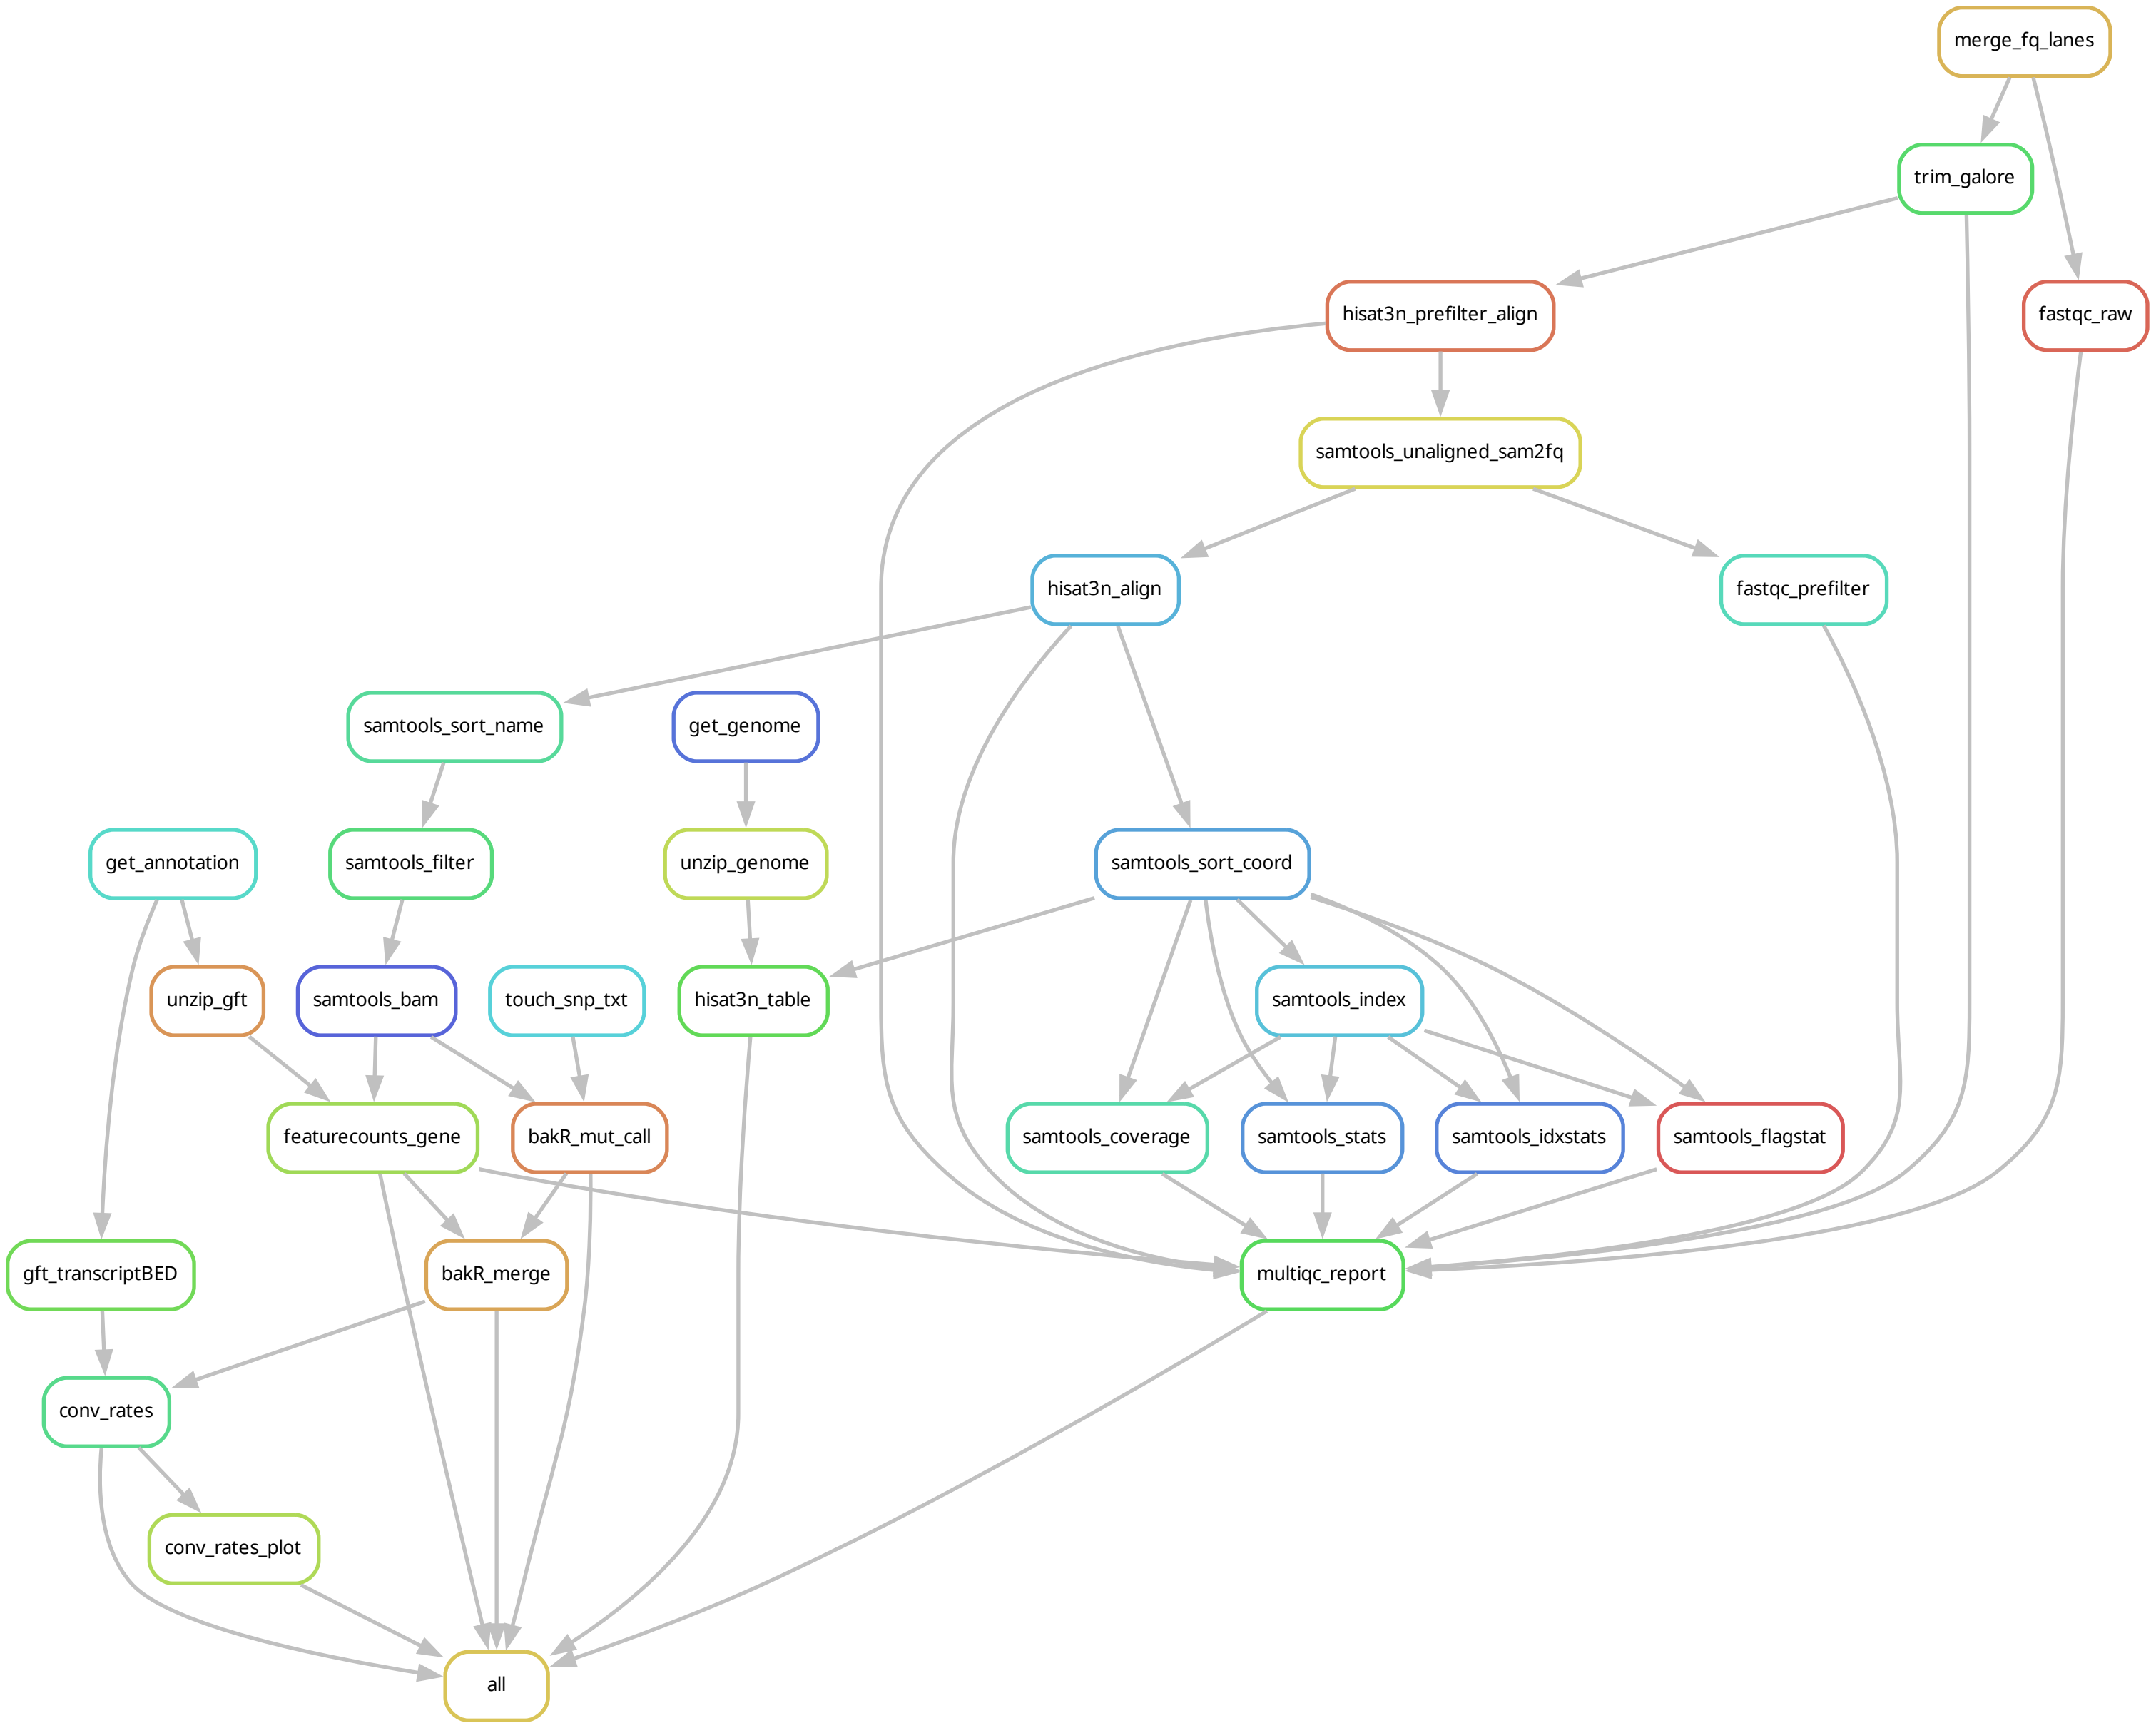 merge_fq_lanes
trim_galore
hisat3n_prefilter_align
fastqc_raw
samtools_unaligned_sam2fq
hisat3n_align
fastqc_prefilter
samtools_sort_name
get_genome
get_annotation
samtools_filter
unzip_genome
samtools_sort_coord
unzip_gft
samtools_bam
touch_snp_txt
hisat3n_table
samtools_index
featurecounts_gene
bakR_mut_call
samtools_coverage
samtools_stats
samtools_idxstats
samtools_flagstat
gft_transcriptBED
bakR_merge
multiqc_report
conv_rates
conv_rates_plot
all